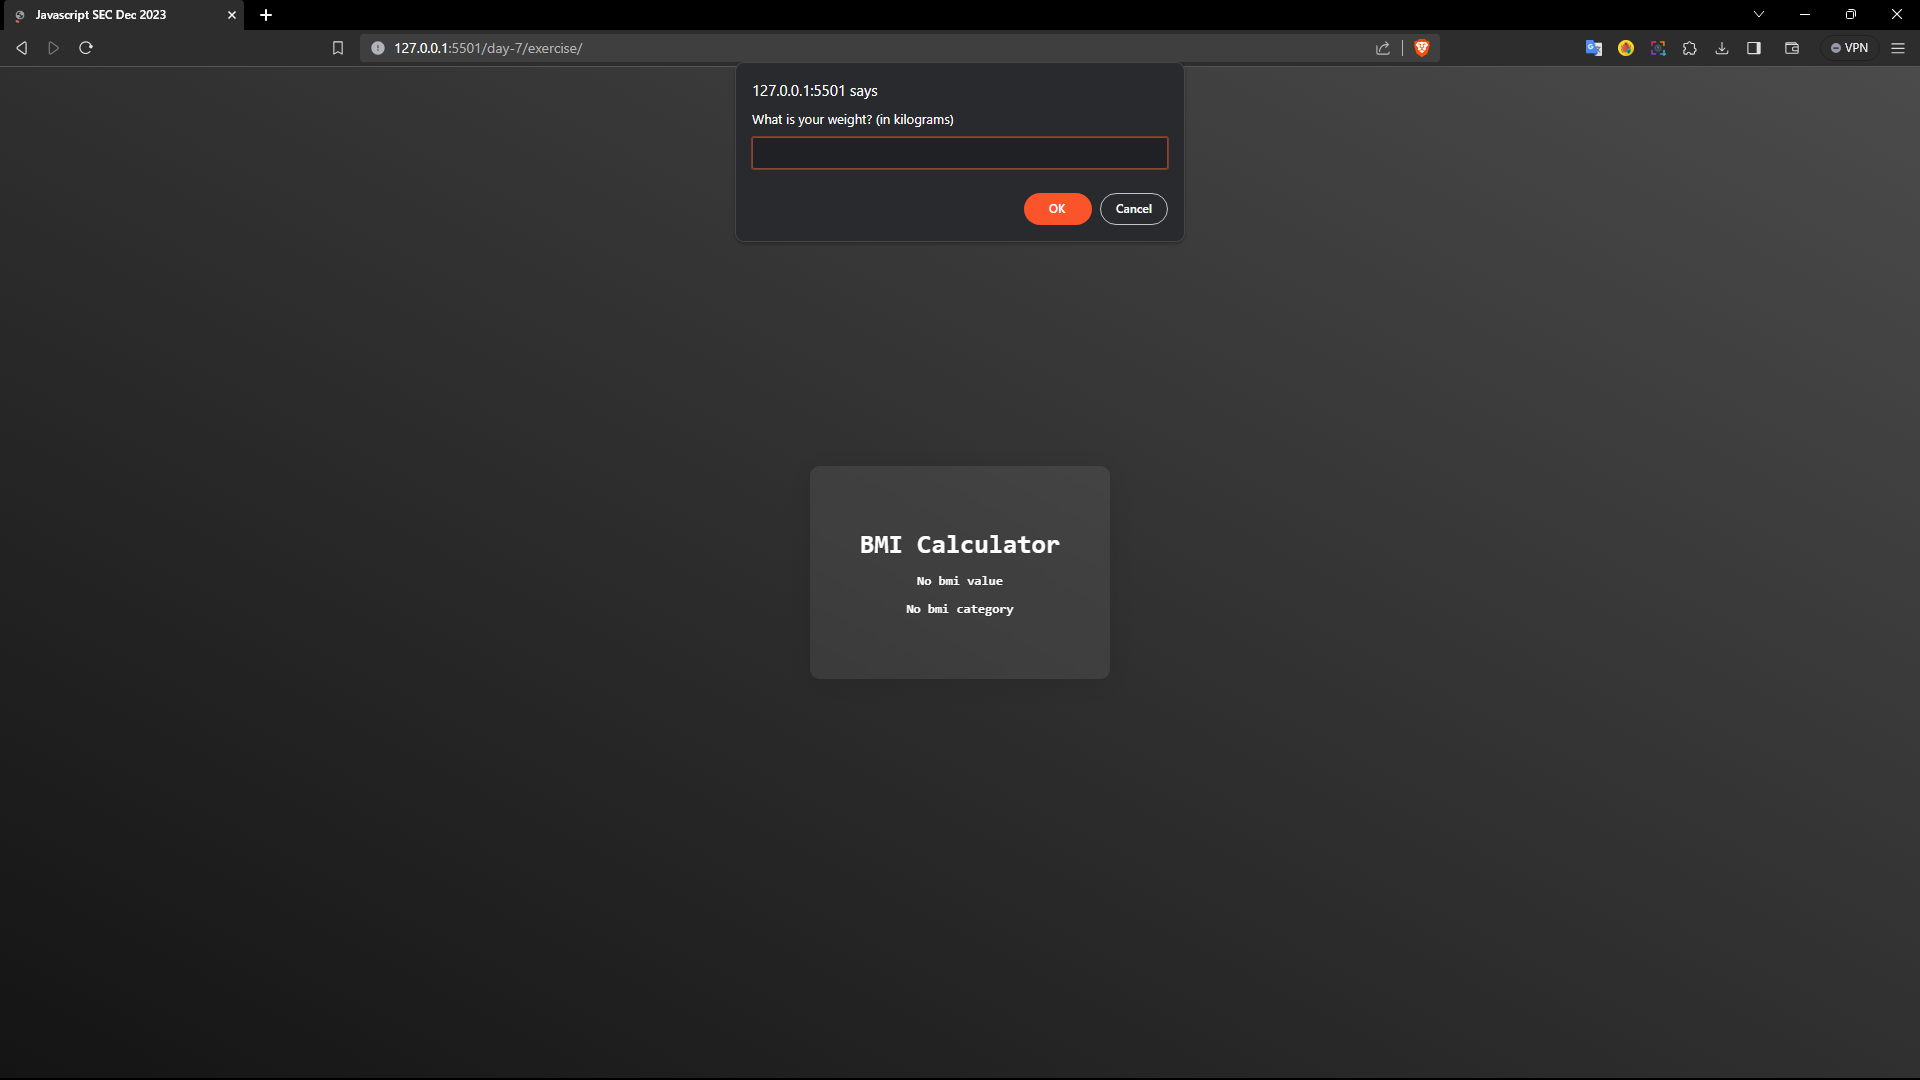 Javascript SEC Dec 2023
127.0.0.1:5501/day-7/exercise/
VPN
127.0.0.1:5501 says
What is your weight? (in kilograms)
OK
Cancel
BMI Calculator
No bmi value
No bmi category